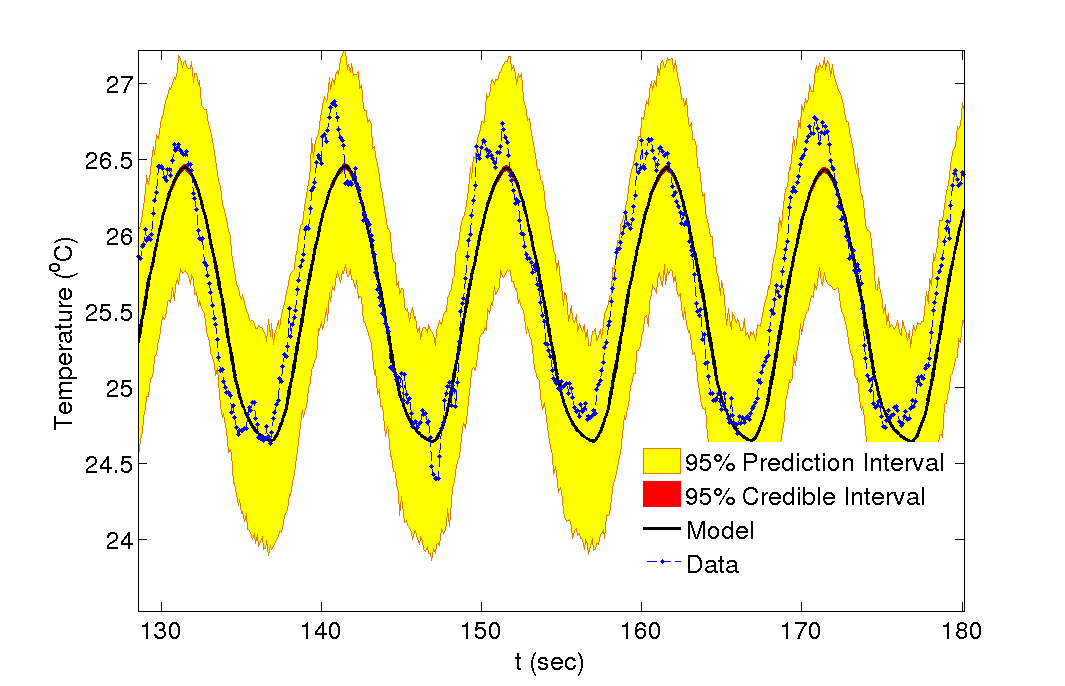 27
26.5
26
25.5
25
24.5
24
Temperature (°C)
95% Prediction Interval
95% Credible Interval
Model
Data
130 140 150 160 170 180
t (sec)